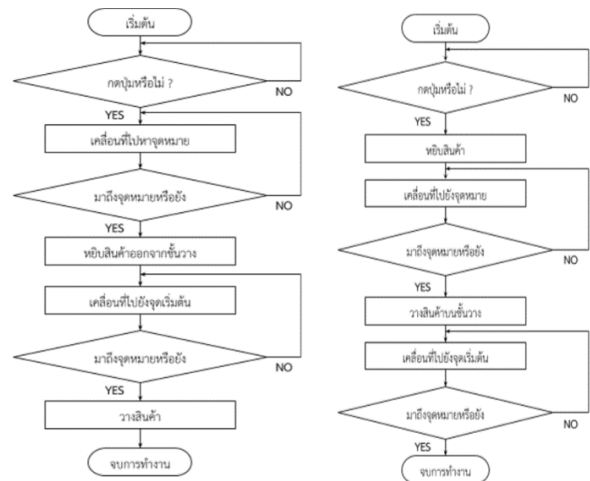 เริ่มต้น
กดปุ่มหรือไม่ ?
NO
YES
เคลื่อนที่ไปหาจุดหมาย
มาถึงจุดหมายหรือยัง
NO
YES
หยิบสินค้าออกจากชั้นวาง
เคลื่อนที่ไปยังจุดเริ่มต้น
มาถึงจุดหมายหรือยัง
NO
YES
วางสินค้า
จบการทำงาน
เริ่มต้น
กดปุ่มหรือไม่ ?
NO
YES
หยิบสินค้า
เคลื่อนที่ไปยังจุดหมาย
มาถึงจุดหมายหรือยัง
NO
YES
วางสินค้าบนชั้นวาง
เคลื่อนที่ไปยังจุดเริ่มต้น
มาถึงจุดหมายหรือยัง
NO
YES
จบการทำงาน